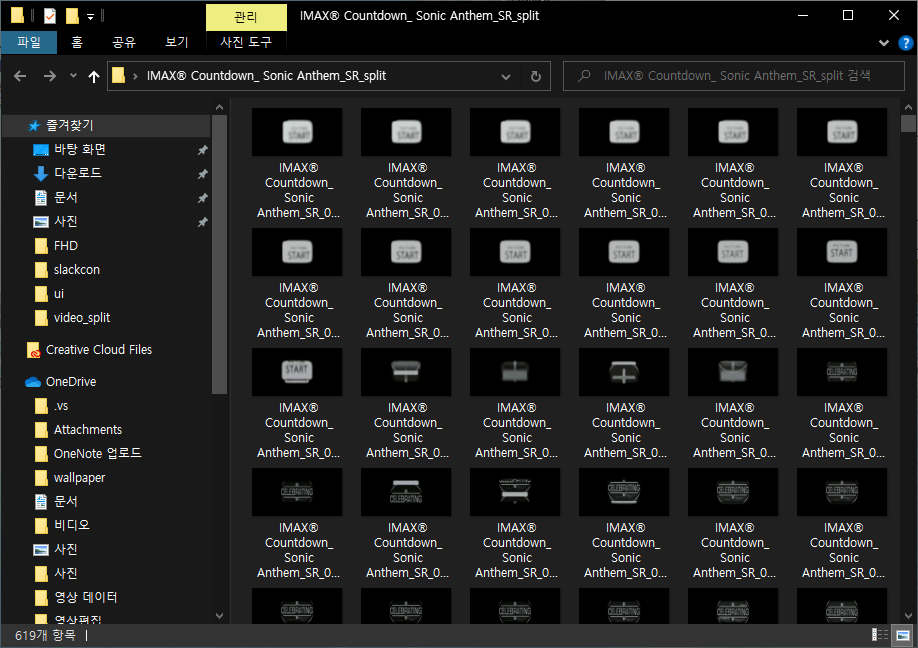 관리
IMAX® Countdown_ Sonic Anthem_SR_split
파일
홈
공유
보기
사진 도구
IMAX® Countdown_ Sonic Anthem_SR_split
IMAX® Countdown_ Sonic Anthem_SR_split 검색
즐겨찾기
바탕 화면
다운로드
문서
사진
FHD
slackcon
ui
video_split
Creative Cloud Files
OneDrive
.vs
Attachments
OneNote 업로드
wallpaper
문서
비디오
사진
사진
영상 데이터
영상편집
START
START
START
START
START
START
IMAX® IMAX® IMAX® IMAX® IMAX® IMAX®
Countdown_ Countdown_ Countdown_ Countdown_ Countdown_ Countdown_
Sonic Sonic Sonic Sonic Sonic Sonic
Anthem_SR_0... Anthem_SR_0... Anthem_SR_0... Anthem_SR_0... Anthem_SR_0... Anthem_SR_0...
START
START
START
START
START
START
IMAX® IMAX® IMAX® IMAX® IMAX® IMAX®
Countdown_ Countdown_ Countdown_ Countdown_ Countdown_ Countdown_
Sonic Sonic Sonic Sonic Sonic Sonic
Anthem_SR_0... Anthem_SR_0... Anthem_SR_0... Anthem_SR_0... Anthem_SR_0... Anthem_SR_0...
START
CELEBRATING
IMAX® IMAX® IMAX® IMAX® IMAX® IMAX®
Countdown_ Countdown_ Countdown_ Countdown_ Countdown_ Countdown_
Sonic Sonic Sonic Sonic Sonic Sonic
Anthem_SR_0... Anthem_SR_0... Anthem_SR_0... Anthem_SR_0... Anthem_SR_0... Anthem_SR_0...
CELEBRATING
CELEBRATING
CELEBRATING
CELEBRATING
CELEBRATING
CELEBRATING
IMAX® IMAX® IMAX® IMAX® IMAX® IMAX®
Countdown_ Countdown_ Countdown_ Countdown_ Countdown_ Countdown_
Sonic Sonic Sonic Sonic Sonic Sonic
Anthem_SR_0... Anthem_SR_0... Anthem_SR_0... Anthem_SR_0... Anthem_SR_0... Anthem_SR_0...
CELEBRATING
CELEBRATING
CELEBRATING
CELEBRATING
CELEBRATING
CELEBRATING
619개 항목